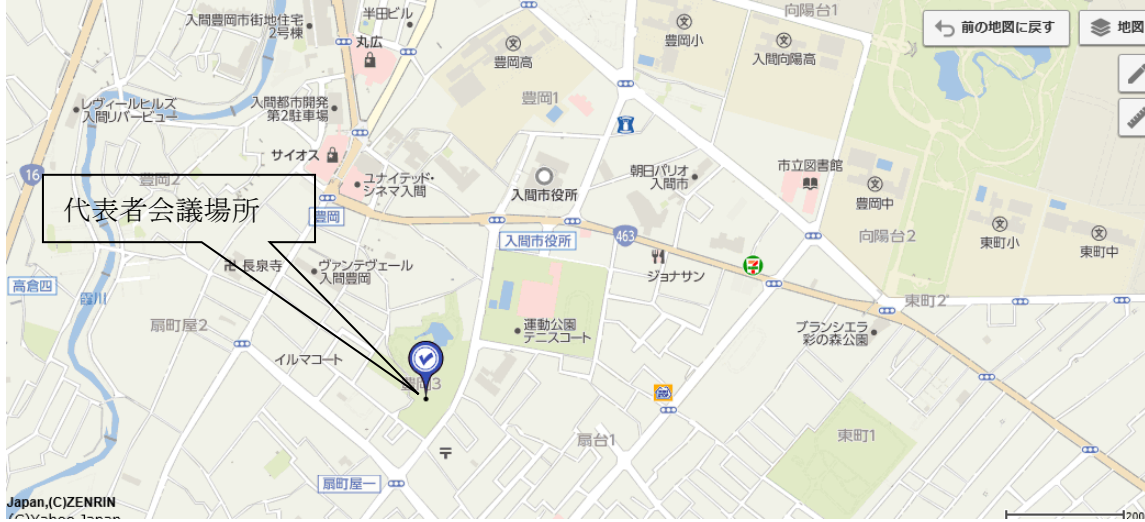 向陽台1
入間豊岡市街地住宅
2号棟
半田ビル
丸広
豊岡高
豊岡小
入間向陽高
前の地図に戻す
地図
レヴィールヒルズ
入間リバービュー
入間都市開発
第2駐車場
豊岡1
サイオス
16
豊岡2
ユナイテッド・
シネマ入間
入間市役所
朝日パリオ
入間市
市立図書館
豊岡中
代表者会議場所
豊岡
入間市役所
463
向陽台2
東町小
東町中
長泉寺
ヴァンテヴェール
入間豊岡
ジョナサン
高倉四
霞川
東町2
扇町屋2
運動公園
テニスコート
ブランシエラ
彩の森公園
イルマコート
豊岡3
扇台1
東町1
〒
扇町屋一
Japan,(C)ZENRIN
(C)Yahoo Japan
200